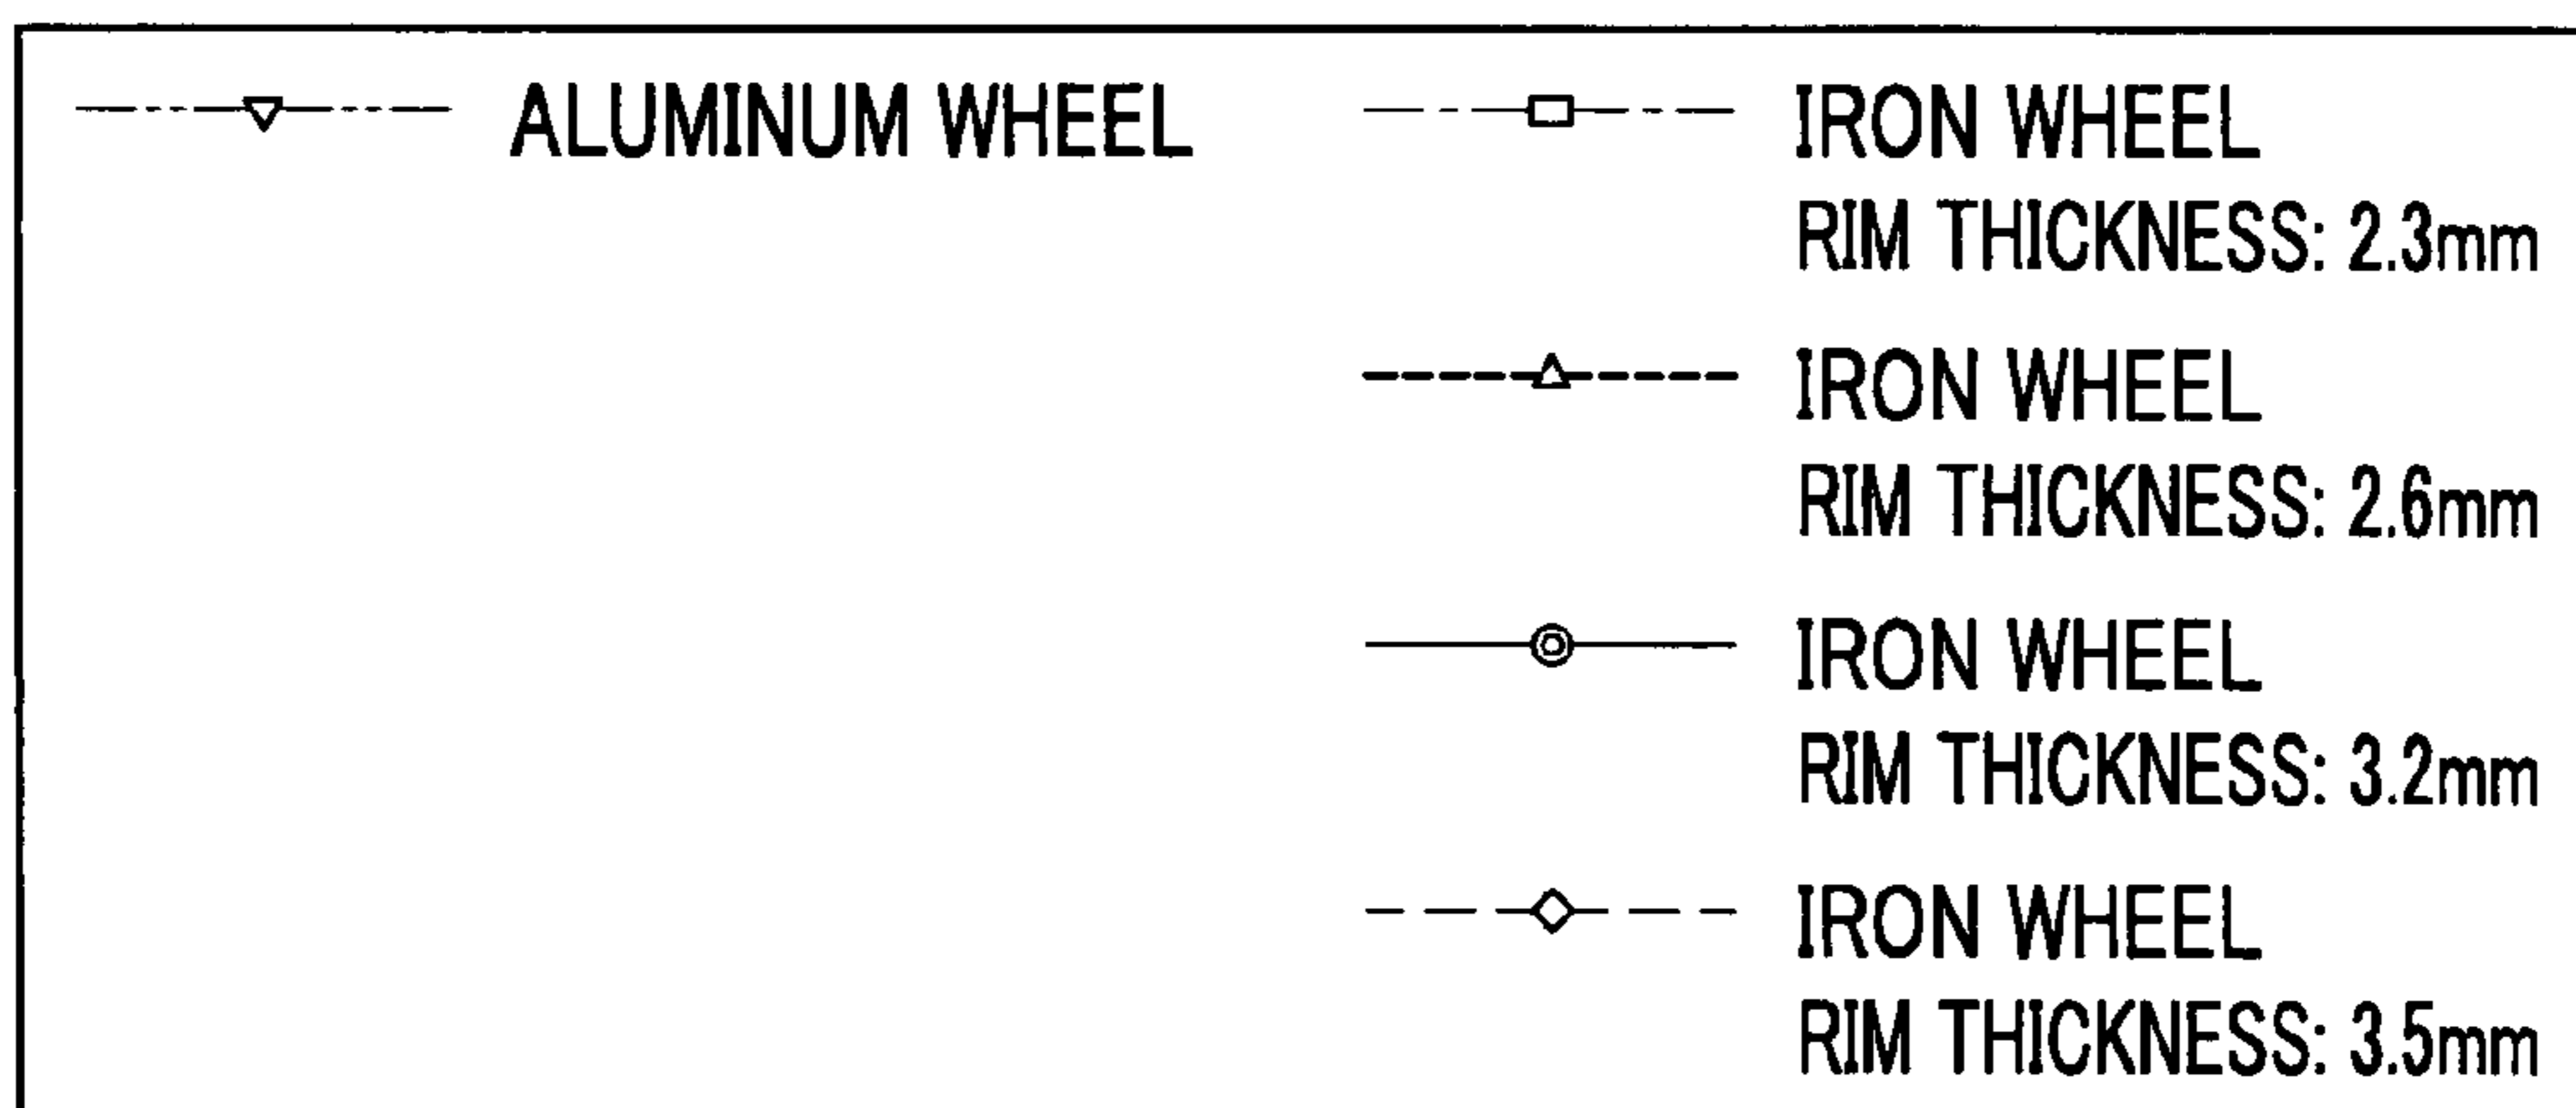 ALUMINUM WHEEL
IRON WHEEL
RIM THICKNESS: 2.3mm
IRON WHEEL
RIM THICKNESS: 2.6mm
IRON WHEEL
RIM THICKNESS: 3.2mm
IRON WHEEL
RIM THICKNESS: 3.5mm